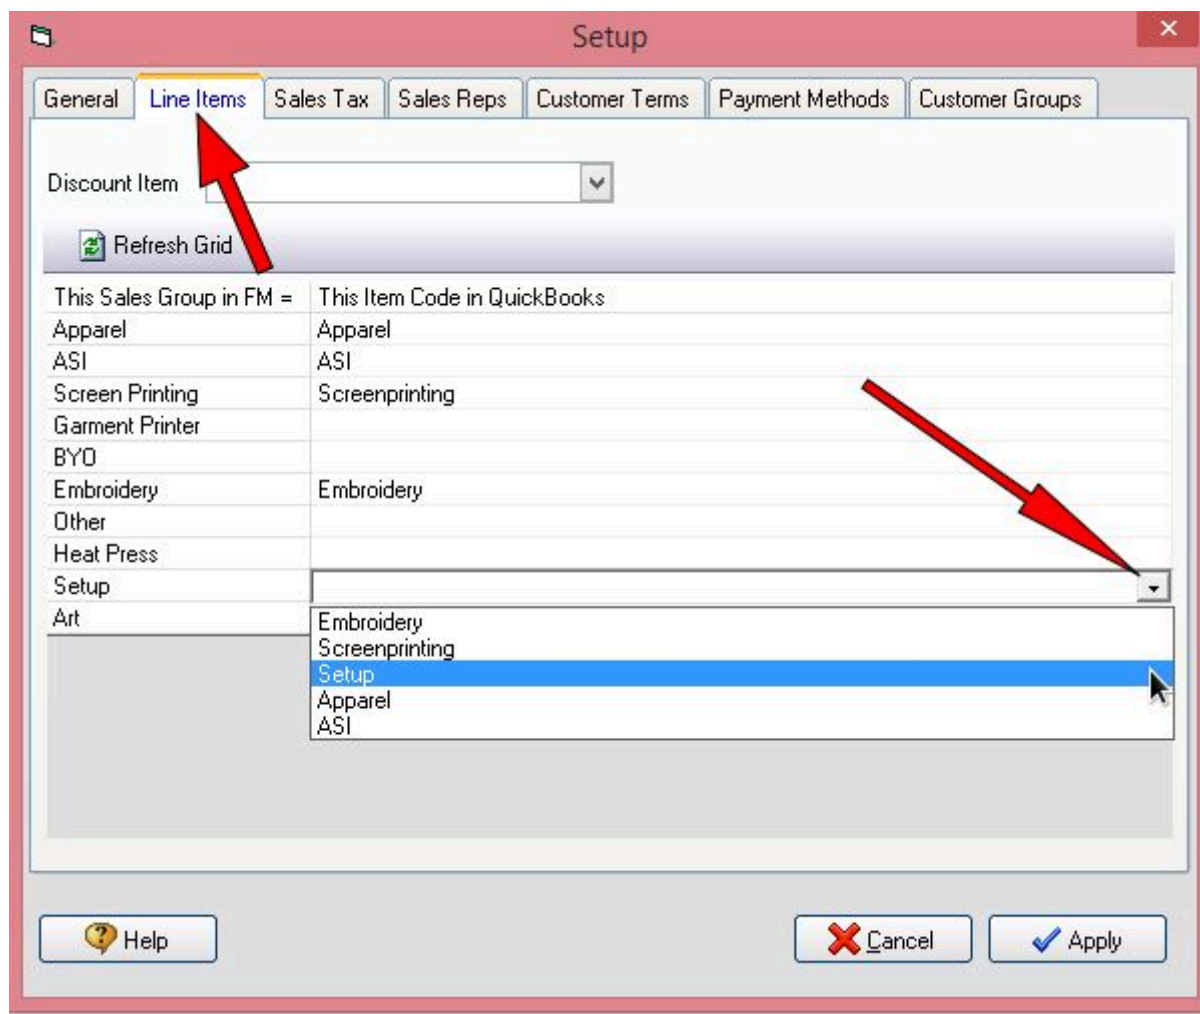 Setup
General Line Items Sales Tax Sales Reps Customer Terms Payment Methods Customer Groups
Discount Item
Refresh Grid
This Sales Group in FM = This Item Code in QuickBooks
Apparel Apparel
ASI ASI
Screen Printing Screenprinting
Garment Printer
BYO
Embroidery Embroidery
Other
Heat Press
Setup
Art
Embroidery
Screenprinting
Setup
Apparel
ASI
Help Cancel Apply